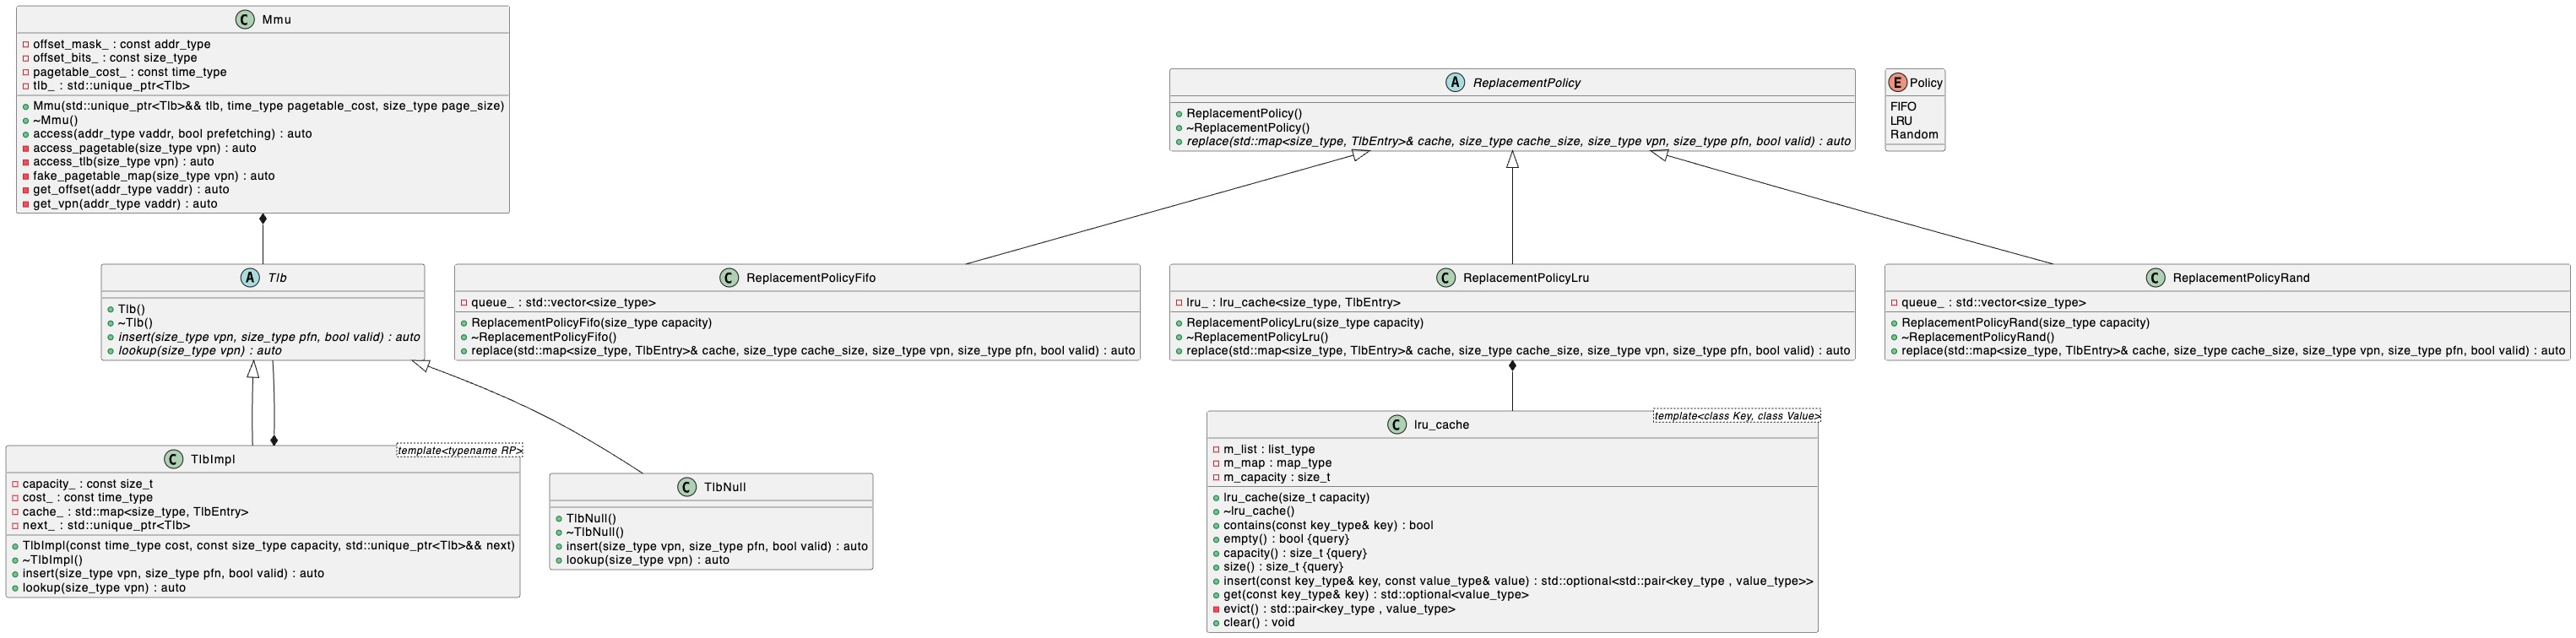 C Mmu
offset_mask_ : const addr_type
offset_bits_ : const size_type
pagetable_cost_ : const time_type
tlb_ : std::unique_ptr<Tlb>
Mmu(std::unique_ptr<Tlb>&& tlb, time_type pagetable_cost, size_type page_size)
~Mmu()
access(addr_type vaddr, bool prefetching) : auto
access_pagetable(size_type vpn) : auto
access_tlb(size_type vpn) : auto
fake_pagetable_map(size_type vpn) : auto
get_offset(addr_type vaddr) : auto
get_vpn(addr_type vaddr) : auto
A ReplacementPolicy
ReplacementPolicy()
~ReplacementPolicy()
replace(std::map<size_type, TlbEntry>& cache, size_type cache_size, size_type vpn, size_type pfn, bool valid) : auto
E Policy
FIFO
LRU
Random
A Tlb
Tlb()
~Tlb()
insert(size_type vpn, size_type pfn, bool valid) : auto
lookup(size_type vpn) : auto
C ReplacementPolicyFifo
queue_ : std::vector<size_type>
ReplacementPolicyFifo(size_type capacity)
~ReplacementPolicyFifo()
replace(std::map<size_type, TlbEntry>& cache, size_type cache_size, size_type vpn, size_type pfn, bool valid) : auto
C ReplacementPolicyLru
lru_ : lru_cache<size_type, TlbEntry>
ReplacementPolicyLru(size_type capacity)
~ReplacementPolicyLru()
replace(std::map<size_type, TlbEntry>& cache, size_type cache_size, size_type vpn, size_type pfn, bool valid) : auto
C ReplacementPolicyRand
queue_ : std::vector<size_type>
ReplacementPolicyRand(size_type capacity)
~ReplacementPolicyRand()
replace(std::map<size_type, TlbEntry>& cache, size_type cache_size, size_type vpn, size_type pfn, bool valid) : auto
C TlbImpl
template<typename RP>
capacity_ : const size_t
cost_ : const time_type
cache_ : std::map<size_type, TlbEntry>
next_ : std::unique_ptr<Tlb>
TlbImpl(const time_type cost, const size_type capacity, std::unique_ptr<Tlb>&& next)
~TlbImpl()
insert(size_type vpn, size_type pfn, bool valid) : auto
lookup(size_type vpn) : auto
C TlbNull
TlbNull()
~TlbNull()
insert(size_type vpn, size_type pfn, bool valid) : auto
lookup(size_type vpn) : auto
C lru_cache
template<class Key, class Value>
m_list : list_type
m_map : map_type
m_capacity : size_t
lru_cache(size_t capacity)
~lru_cache()
contains(const key_type& key) : bool
empty() : bool {query}
capacity() : size_t {query}
size() : size_t {query}
insert(const key_type& key, const value_type& value) : std::optional<std::pair<key_type , value_type>>
get(const key_type& key) : std::optional<value_type>
evict() : std::pair<key_type , value_type>
clear() : void